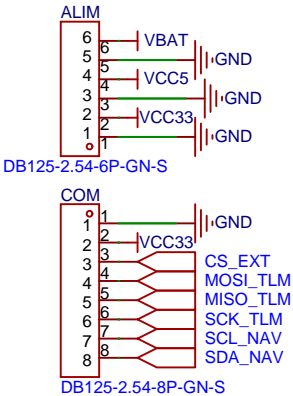 ALIM
6 6 VBAT
5 5 GND
4 4 VCC5
3 3 GND
2 2 VCC33
1 1 GND
DB125-2.54-6P-GN-S
COM
1 1 GND
2 2 VCC33
3 3 CS_EXT
4 4 MOSI_TLM
5 5 MISO_TLM
6 6 SCK_TLM
7 7 SCL_NAV
8 8 SDA_NAV
DB125-2.54-8P-GN-S